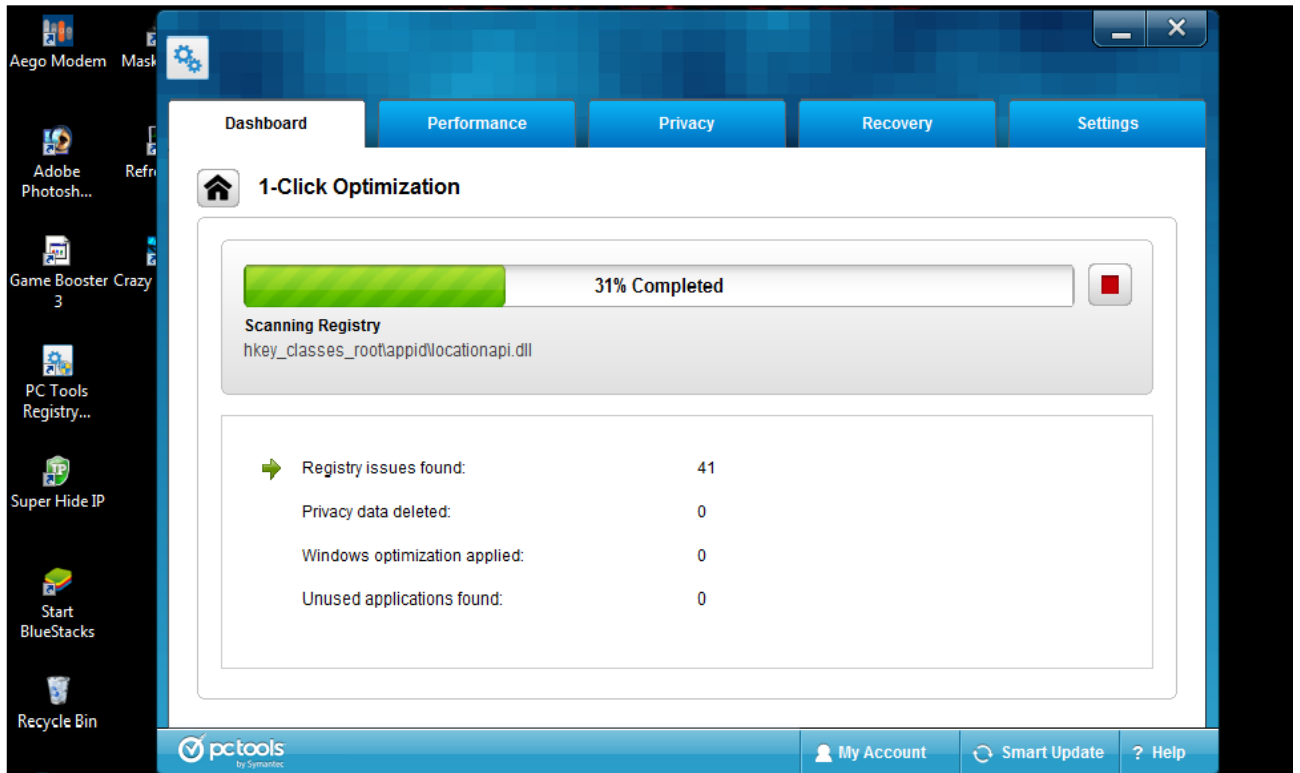 Aego Modem
Mask
Adobe
Photosh...
Refre
Game Booster
3
Crazy
PC Tools
Registry...
Super Hide IP
Start
BlueStacks
Recycle Bin
Dashboard
Performance
Privacy
Recovery
Settings
1-Click Optimization
31% Completed
Scanning Registry
hkey_classes_root\appid\locationapi.dll
Registry issues found: 41
Privacy data deleted: 0
Windows optimization applied: 0
Unused applications found: 0
pctools
by Symantec
My Account
Smart Update
? Help